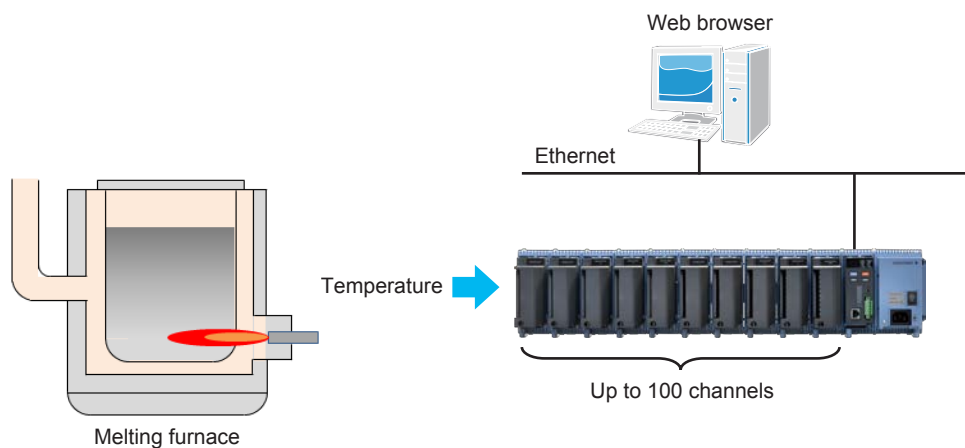 Web browser
Ethernet
Temperature
Up to 100 channels
Melting furnace